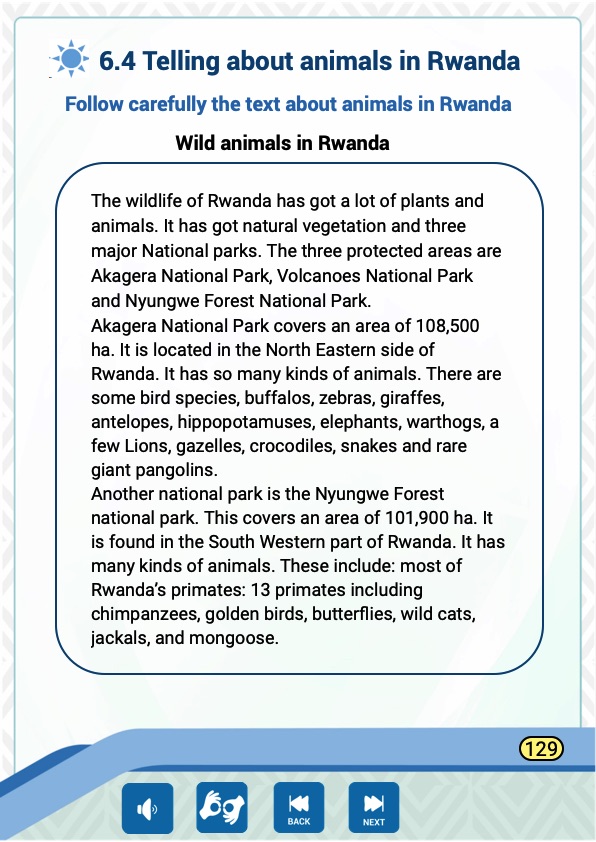 6.4 Telling about animals in Rwanda
Follow carefully the text about animals in Rwanda
Wild animals in Rwanda
The wildlife of Rwanda has got a lot of plants and
animals. It has got natural vegetation and three
major National parks. The three protected areas are
Akagera National Park, Volcanoes National Park
and Nyungwe Forest National Park.
Akagera National Park covers an area of 108,500
ha. It is located in the North Eastern side of
Rwanda. It has so many kinds of animals. There are
some bird species, buffalos, zebras, giraffes,
antelopes, hippopotamuses, elephants, warthogs, a
few Lions, gazelles, crocodiles, snakes and rare
giant pangolins.
Another national park is the Nyungwe Forest
national park. This covers an area of 101,900 ha. It
is found in the South Western part of Rwanda. It has
many kinds of animals. These include: most of
Rwanda’s primates: 13 primates including
chimpanzees, golden birds, butterflies, wild cats,
jackals, and mongoose.
129
BACK
NEXT